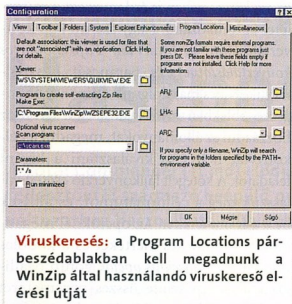 Configuration
View Toolbar Folders System Explorer Enhancements Program Locations Miscellaneous
Default association: this viewer is used for files that
are not "associated" with an application. Click Help
for details.
Viewer:
WS\SYSTEM\VIEWERS\QUIKVIEW.EXE
Program to create self-extracting Zip files
Make Exe:
C:\Program Files\WinZip\WZSEPE32.EXE
Optional virus scanner
Scan program:
c:\scan.exe
Parameters:
*.* /s
Run minimized
Some non-Zip formats require external programs.
If you are not familiar with these programs just
press OK. Please leave these fields empty if
programs are not installed. Click Help for more
information.
ARJ:
LHA:
ARC
If you specify only a filename, WinZip will search
for programs in the folders specified by the PATH=
environment variable.
OK Mégse Súgó
Víruskeresés: a Program Locations pár-
beszédablakban kell megadnunk a
WinZip által használandó víruskereső el-
érési útját